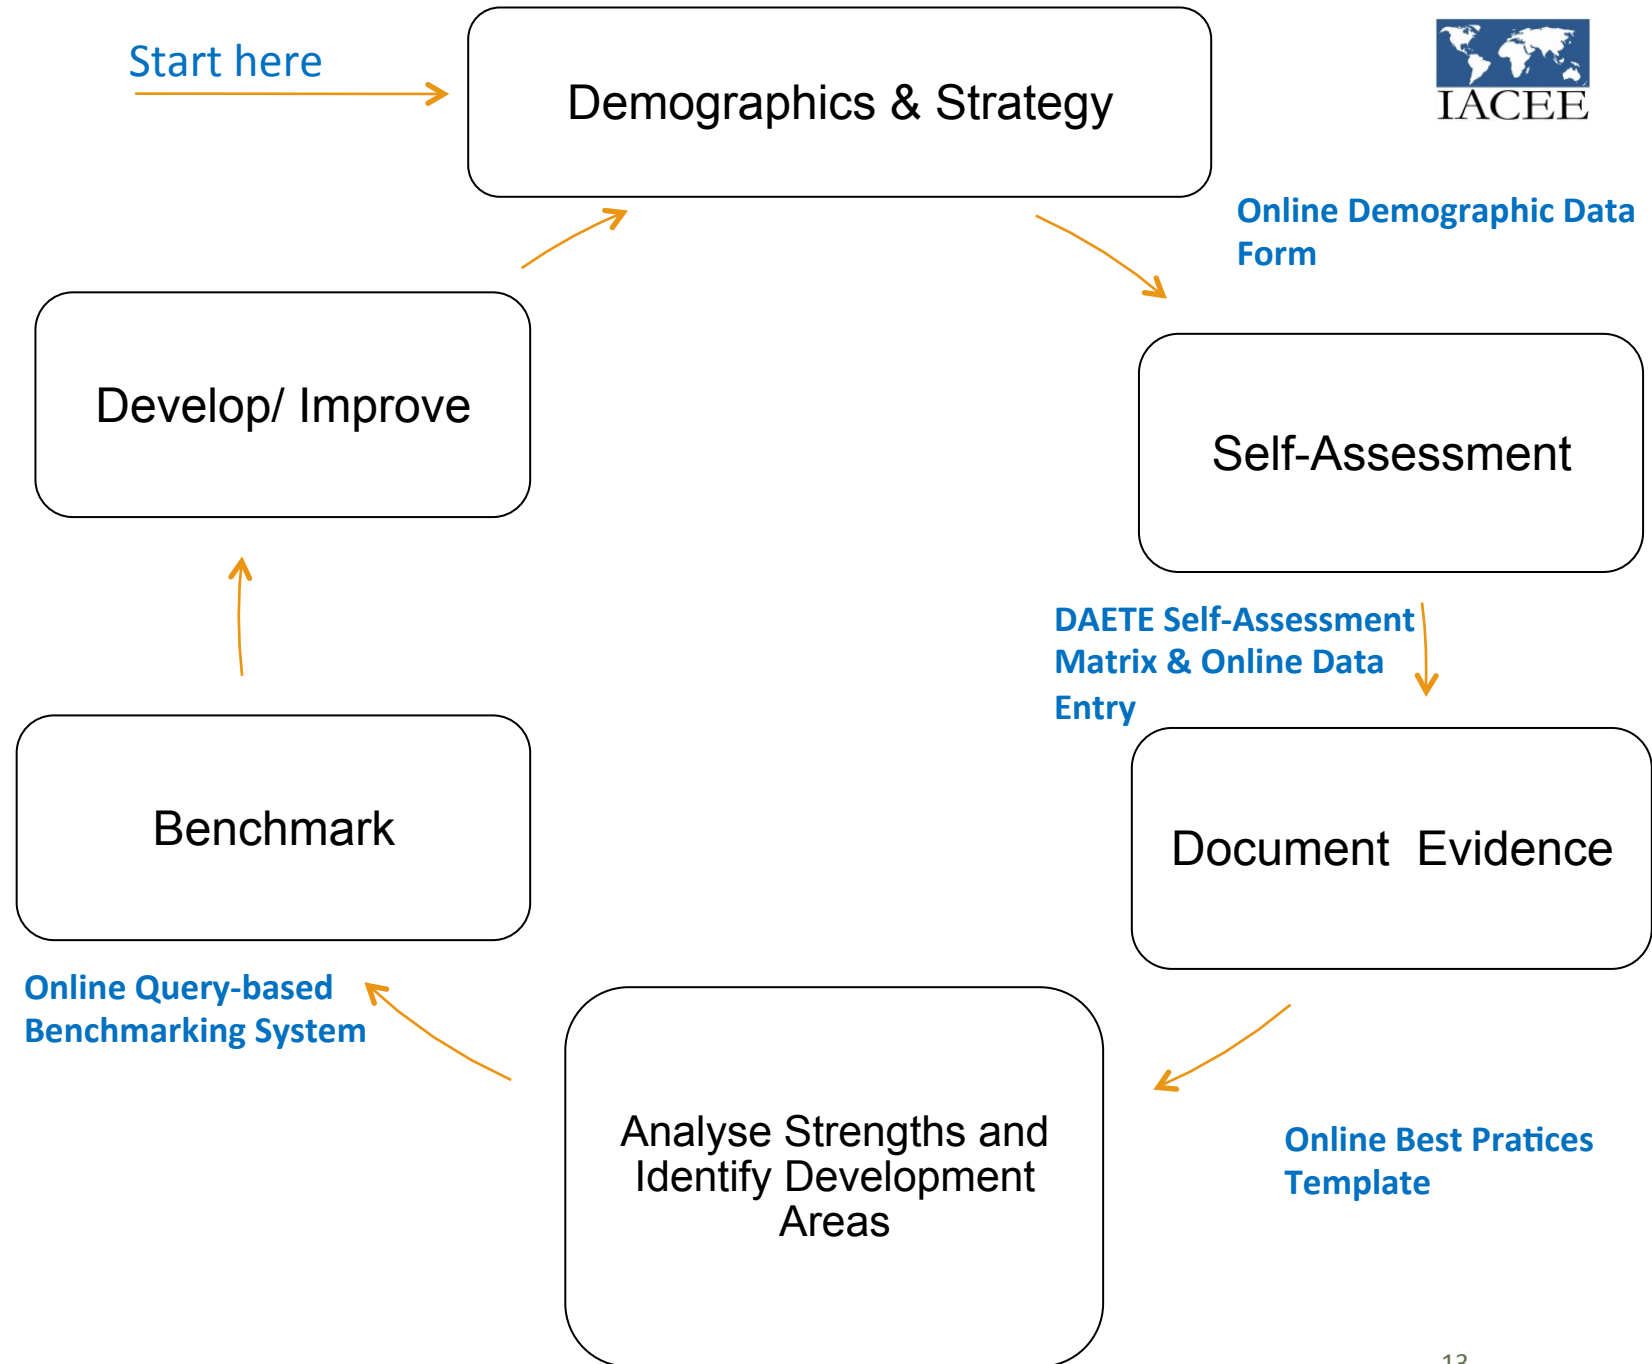 Start here
Demographics & Strategy
IACEE
Online Demographic Data
Form
Develop/ Improve
Self-Assessment
DAETE Self-Assessment
Matrix & Online Data
Entry
Benchmark
Document  Evidence
Online Query-based
Benchmarking System
Analyse Strengths and
Identify Development
Areas
Online Best Pratices
Template
13